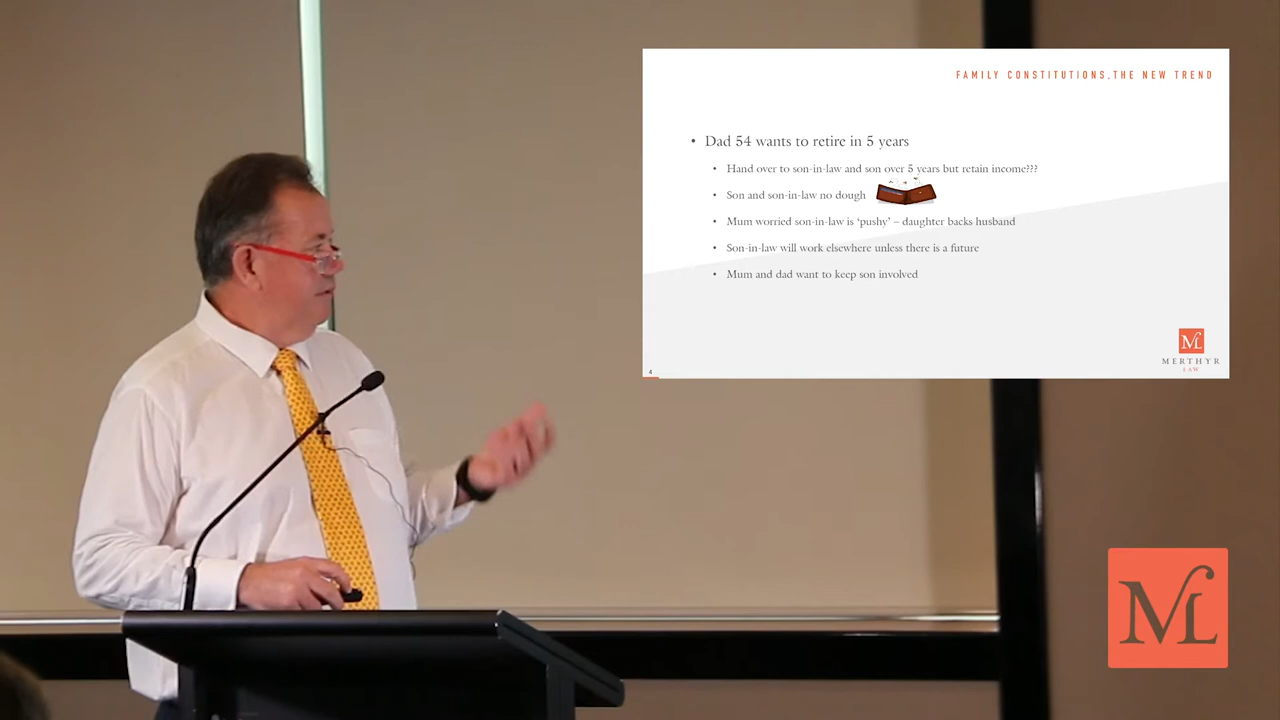 FAMILY CONSTITUTIONS.THE NEW TREND
• Dad 54 wants to retire in 5 years
• Hand over to son-in-law and son over 5 years but retain income???
• Son and son-in-law no dough
• Mum worried son-in-law is ‘pushy’ – daughter backs husband
• Son-in-law will work elsewhere unless there is a future
• Mum and dad want to keep son involved
ML
MERTHYR
LAW
4
ML